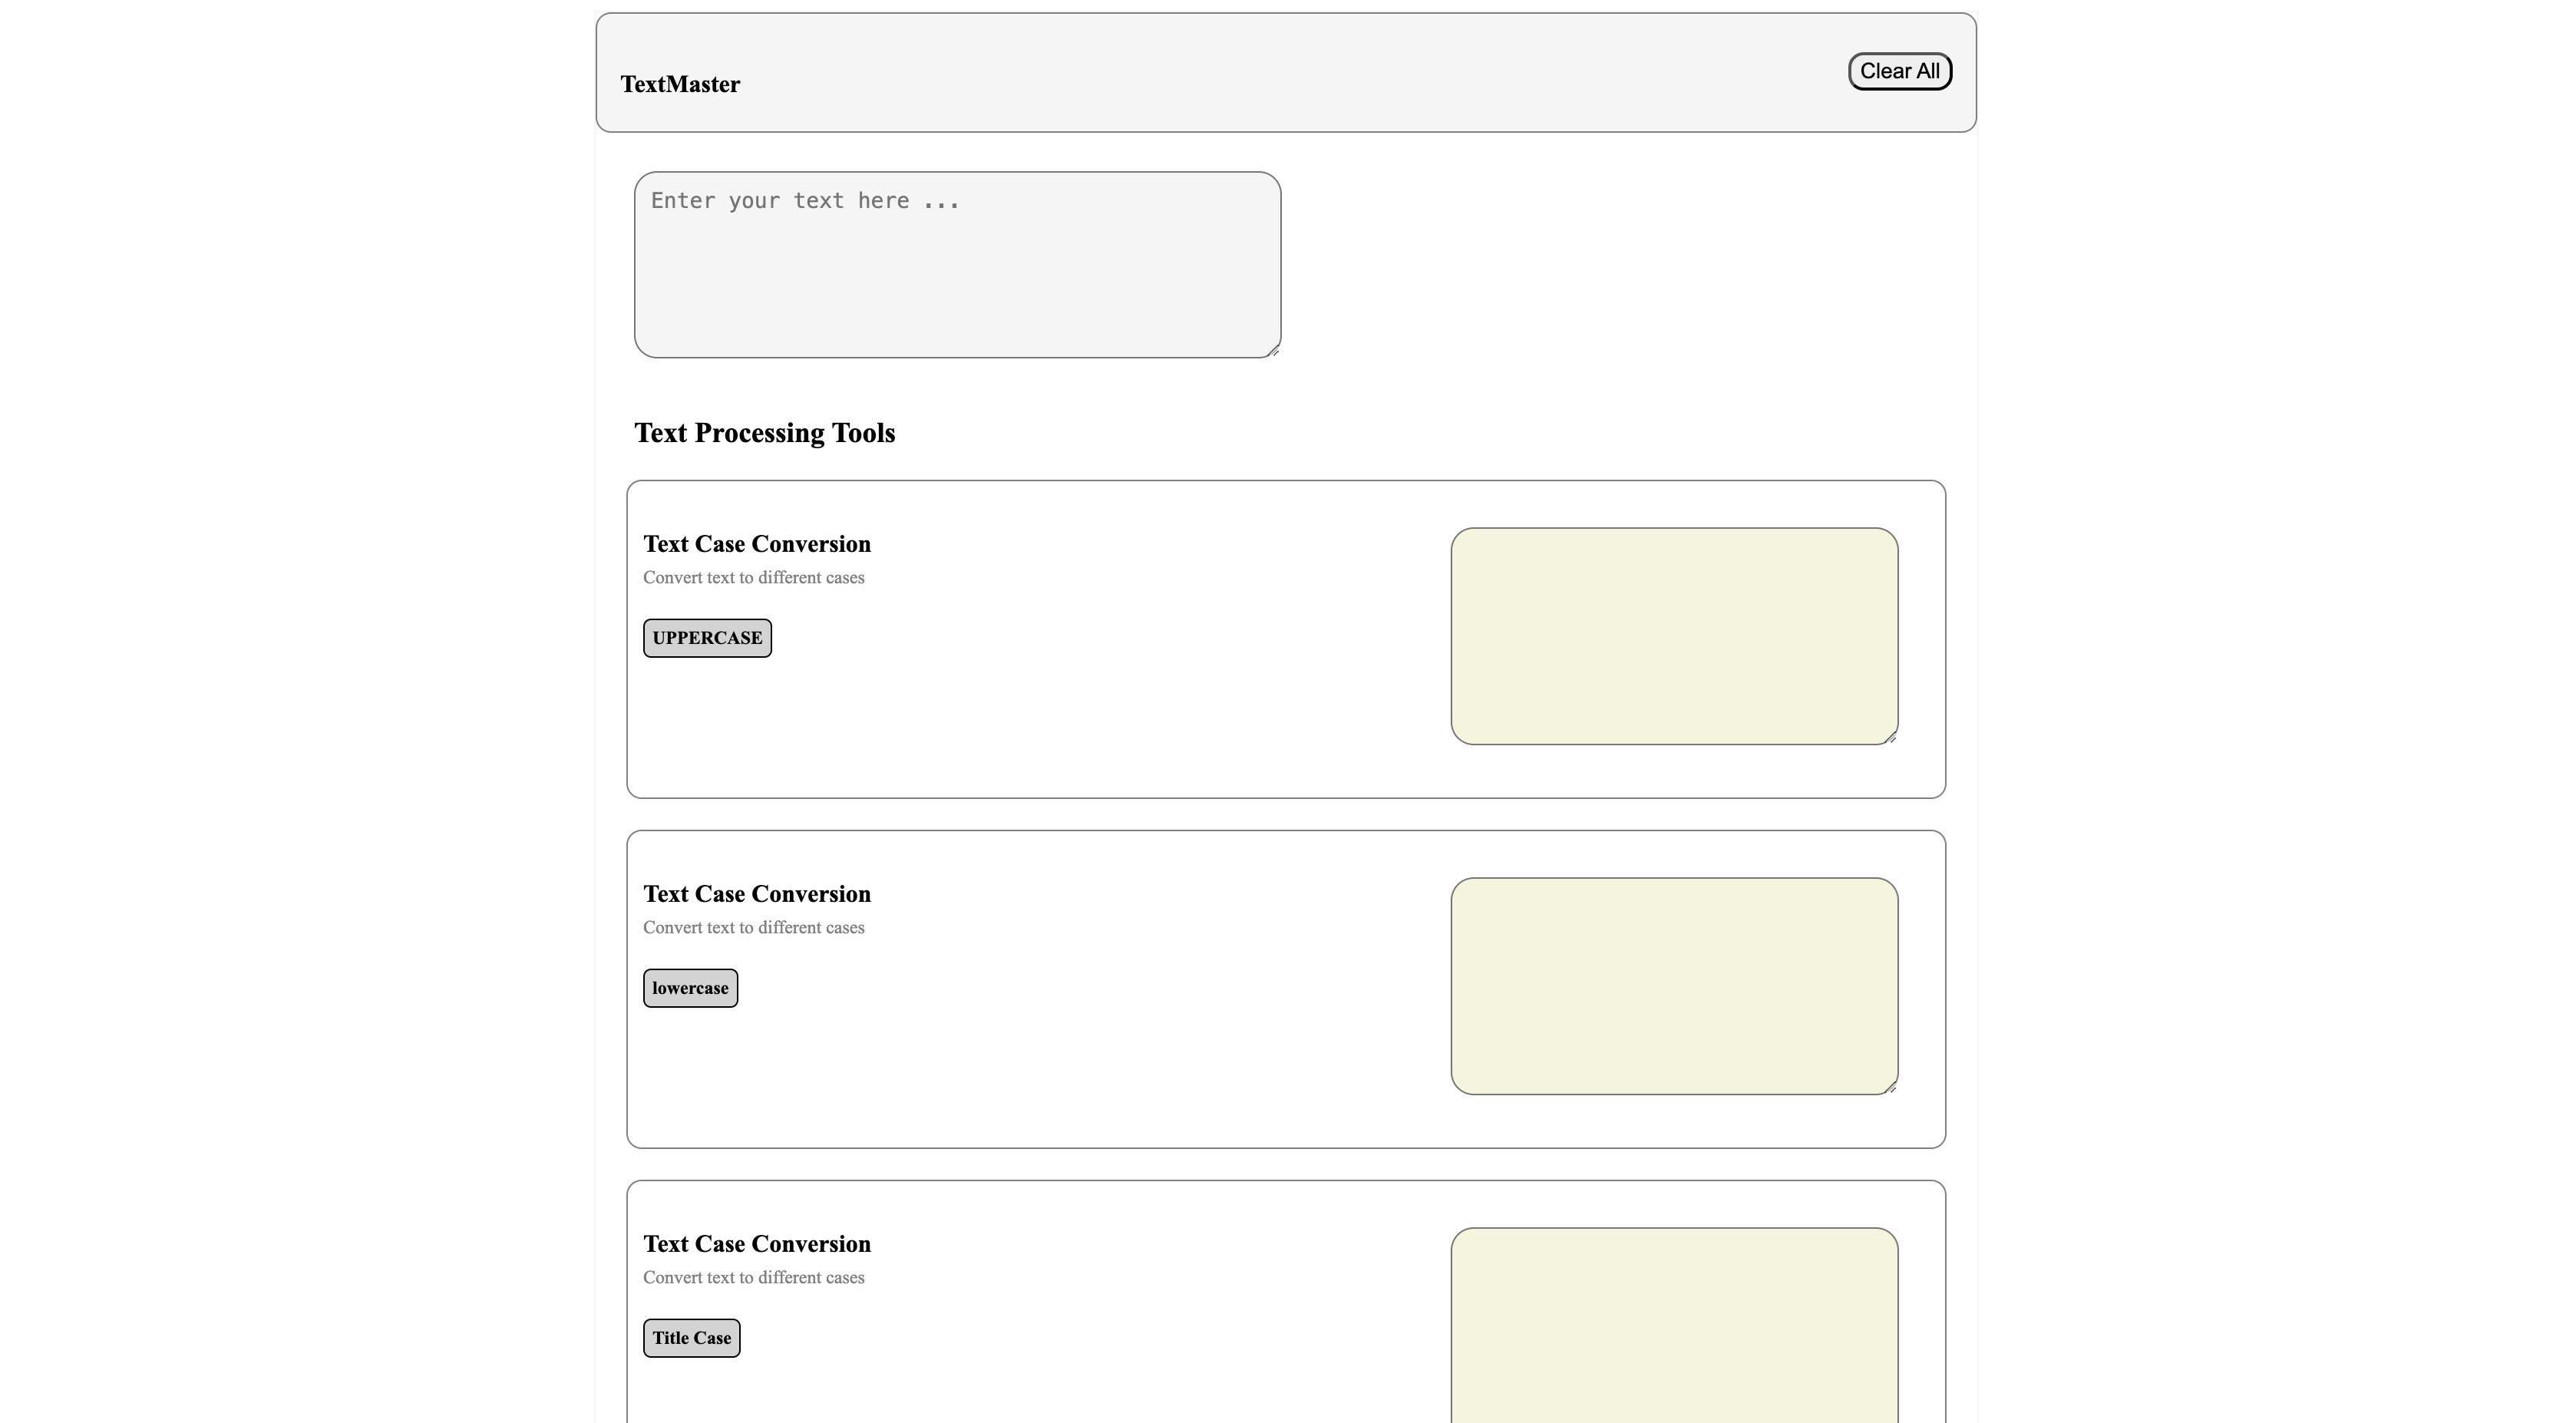 TextMaster
Clear All
Enter your text here ...
Text Processing Tools
Text Case Conversion
Convert text to different cases
UPPERCASE
Text Case Conversion
Convert text to different cases
lowercase
Text Case Conversion
Convert text to different cases
Title Case